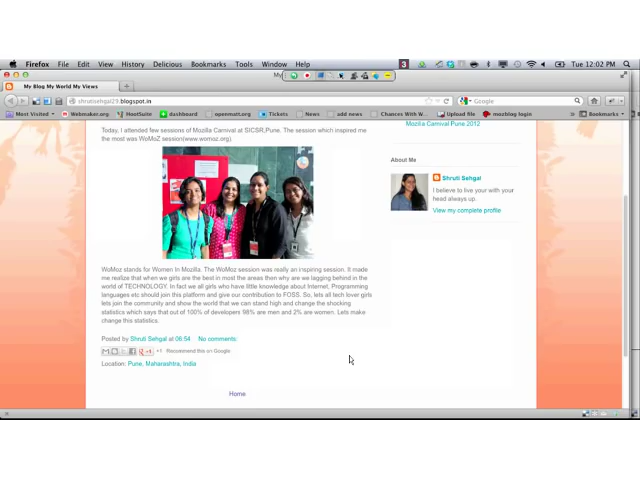 Firefox File Edit View History Delicious Bookmarks Tools Window Help
3
Tue 12:02 PM
My Blog My World My Views
shrutisehgal23.blogspot.in
Google
Most Visited Webmaker.org HootSuite dashboard openmatt.org Tickets News add news Chances With W... Upload file mozblog-login Bookmarks
Mozilla Carnival Pune 2012
Today, I attended few sessions of Mozilla Carnival at SICSR,Pune. The session which inspired me
the most was WoMoZ session(www.womoz.org).
About Me
Shruti Sehgal
I believe to live your with your
head always up.
View my complete profile
WoMoz stands for Women In Mozilla. The WoMoz session was really an inspiring session. It made
me realize that when we girls are the best in most the areas then why are we lagging behind in the
world of TECHNOLOGY. In fact we all girls who have little knowledge about Internet, Programming
languages etc should join this platform and give our contribution to FOSS. So, lets all tech lover girls
lets join the community and show the world that we can stand high and change the shocking
statistics which says that out of 100% of developers 98% are men and 2% are women. Lets make
change this statistics.
Posted by Shruti Sehgal at 06:54 No comments:
+1 +1 Recommend this on Google
Location: Pune, Maharashtra, India
Home